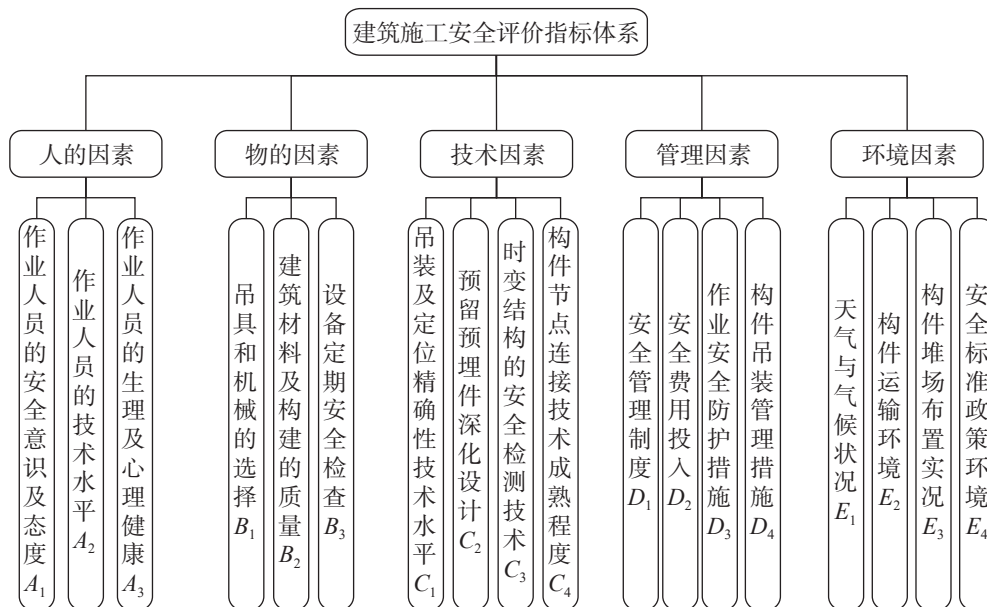 建筑施工安全评价指标体系
人的因素
物的因素
技术因素
管理因素
环境因素
作业人员的安全意识及态度A₁
作业人员的技术水平A₂
作业人员的生理及心理健康A₃
吊具和机械的选择B₁
建筑材料及构建的质量B₂
设备定期安全检查B₃
吊装及定位精确性技术水平C₁
预留预埋件深化设计C₂
时变结构的安全检测技术C₃
构件节点连接技术成熟程度C₄
安全管理制度D₁
安全费用投入D₂
作业安全防护措施D₃
构件吊装管理措施D₄
天气与气候状况E₁
构件运输环境E₂
构件堆场布置实况E₃
安全标准政策环境E₄